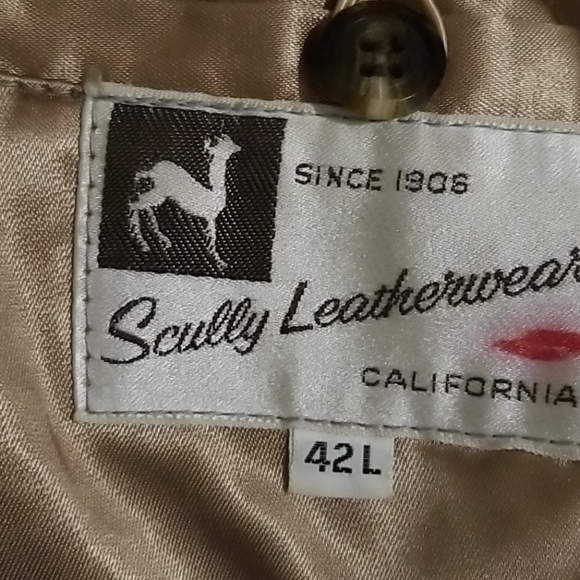 SINCE 1906
Scully Leatherwear
CALIFORNIA
42L